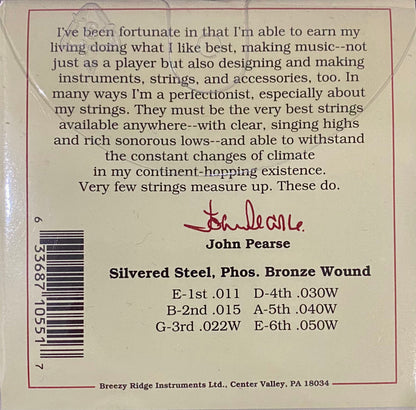 I've been fortunate in that I'm able to earn my
living doing what I like best, making music--not
just as a player but also designing and making
instruments, strings, and accessories, too. In
many ways I'm a perfectionist, especially about
my strings. They must be the very best strings
available anywhere--with clear, singing highs
and rich sonorous lows--and able to withstand
the constant changes of climate
in my continent-hopping existence.
Very few strings measure up. These do.
John Pearse
John Pearse
Silvered Steel, Phos. Bronze Wound
E-1st .011 D-4th .030W
B-2nd .015 A-5th .040W
G-3rd .022W E-6th .050W
6 33687 10551 7
Breezy Ridge Instruments Ltd., Center Valley, PA 18034